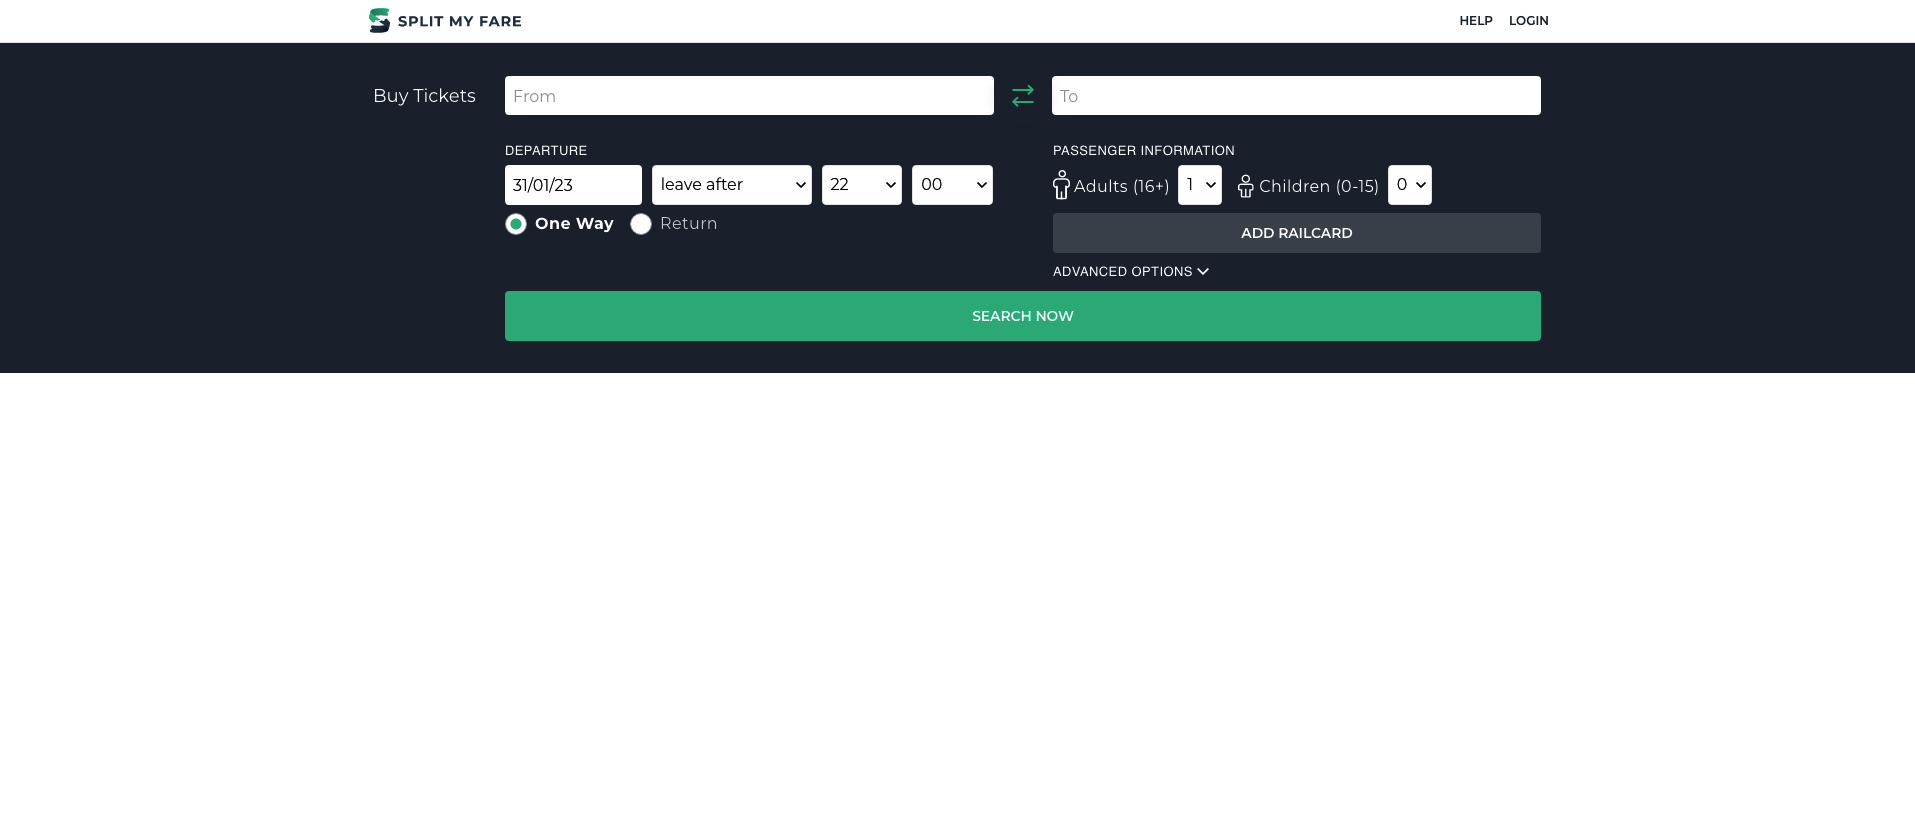 SPLIT MY FARE
HELP LOGIN
Buy Tickets
From
To
DEPARTURE
31/01/23
leave after
22
00
One Way
Return
PASSENGER INFORMATION
Adults (16+) 1
Children (0-15) 0
ADD RAILCARD
ADVANCED OPTIONS
SEARCH NOW